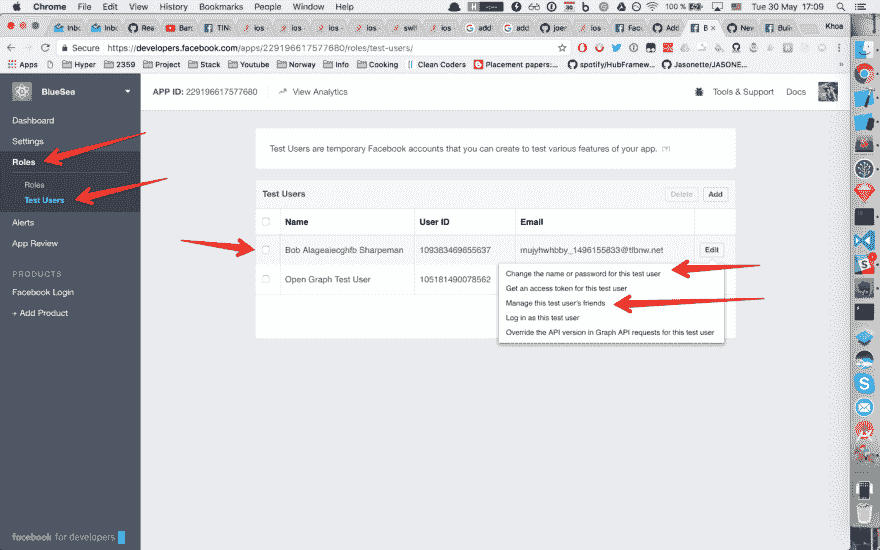 Chrome File Edit View History Bookmarks People Window Help 100 % Tue 30 May 17:09
Inbo Inbo Rea Bar TIN ios ios swif ios Goo add joer ios Fac Add B New Buli Khoa
Secure https://developers.facebook.com/apps/229196617577680/roles/test-users/
Apps Hyper 2359 Project Stack Youtube Norway Info Cooking Clean Coders Placement papers:... spotify/HubFramew... Jasonette/JASONE...
BlueSea
APP ID: 229196617577680 View Analytics Tools & Support Docs
Dashboard
Settings
Roles
Roles
Test Users
Alerts
App Review
PRODUCTS
Facebook Login
+ Add Product
facebook for developers
Test Users are temporary Facebook accounts that you can create to test various features of your app.
Test Users Delete Add
Name User ID Email
Bob Alageaiecghfb Sharpeman 109383469855637 mujyhwhbby_1496155833@tfbnw.net Edit
Open Graph Test User 105181490078562
Change the name or password for this test user
Get an access token for this test user
Manage this test user's friends
Log in as this test user
Override the API version in Graph API requests for this test user